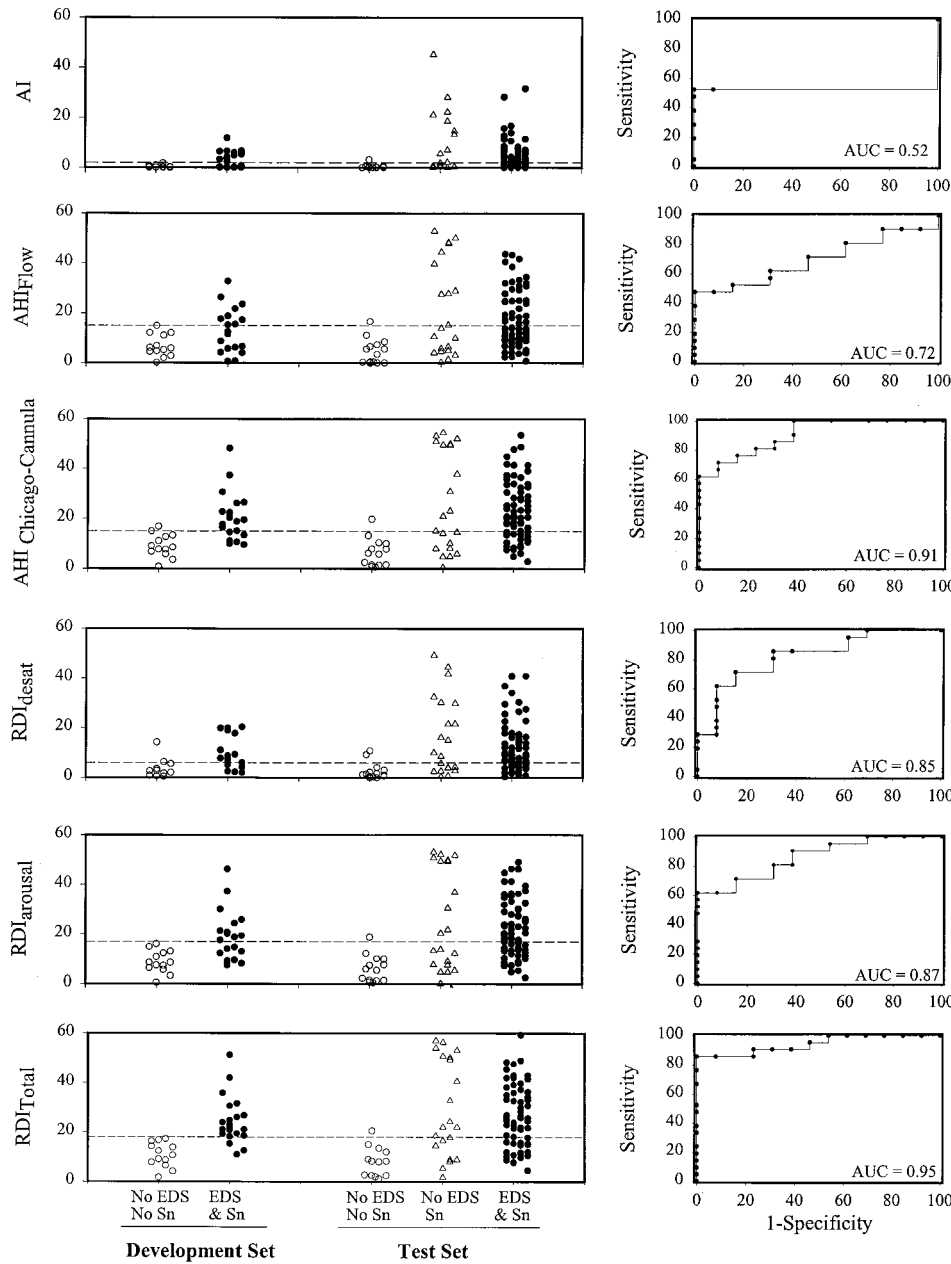 60
40
20
0
AI
100
80
60
40
20
0
Sensitivity
AUC = 0.52
20 40 60 80 100
60
40
20
0
AHIFlow
100
80
60
40
20
0
Sensitivity
AUC = 0.72
20 40 60 80 100
60
40
20
0
AHI Chicago-Cannula
100
80
60
40
20
0
Sensitivity
AUC = 0.91
0 20 40 60 80 100
60
40
20
0
RDIdesat
100
80
60
40
20
0
Sensitivity
AUC = 0.85
20 40 60 80 100
60
40
20
0
RDIarousal
100
80
60
40
20
0
Sensitivity
AUC = 0.87
0 20 40 60 80 100
60
40
20
0
RDITotal
100
80
60
40
20
0
Sensitivity
AUC = 0.95
0 20 40 60 80 100
1-Specificity
No EDS EDS No EDS No EDS EDS
No Sn & Sn No Sn Sn & Sn
Development Set Test Set